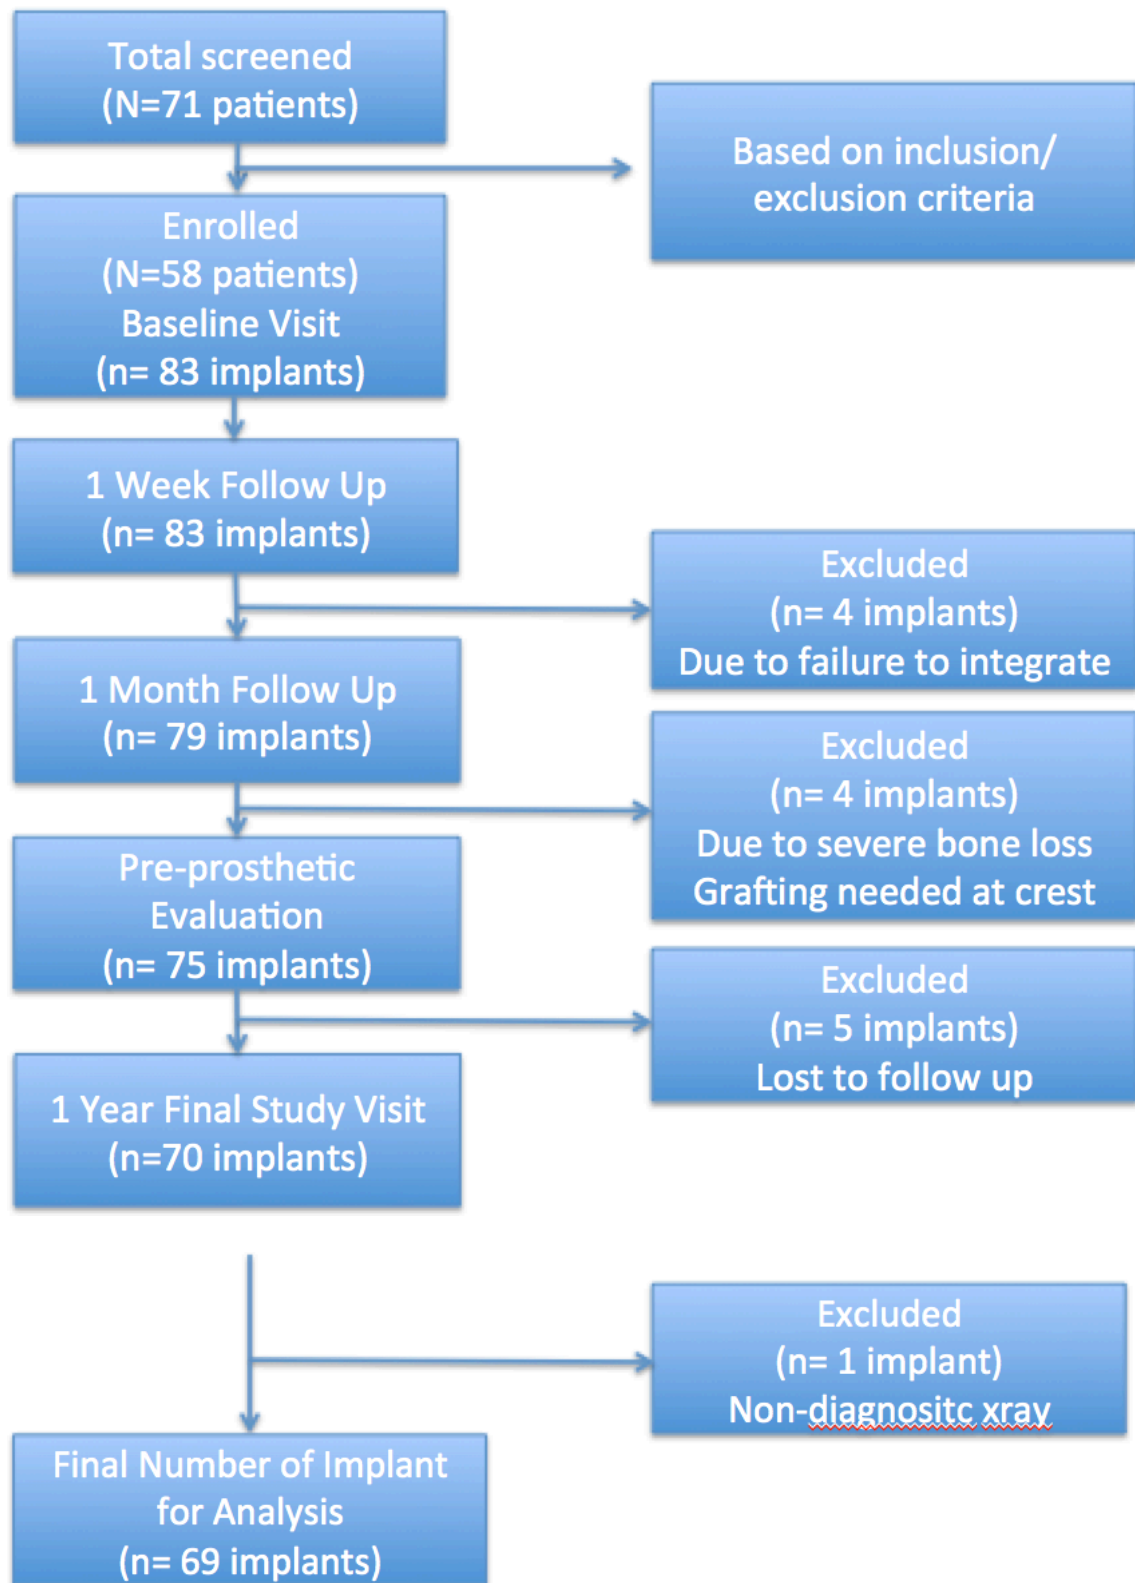 Total screened
(N=71 patients)
Based on inclusion/
exclusion criteria
Enrolled
(N=58 patients)
Baseline Visit
(n= 83 implants)
1 Week Follow Up
(n= 83 implants)
Excluded
(n= 4 implants)
Due to failure to integrate
1 Month Follow Up
(n= 79 implants)
Excluded
(n= 4 implants)
Due to severe bone loss
Grafting needed at crest
Pre-prosthetic
Evaluation
(n= 75 implants)
Excluded
(n= 5 implants)
Lost to follow up
1 Year Final Study Visit
(n=70 implants)
Excluded
(n= 1 implant)
Non-diagnositc xray
Final Number of Implant
for Analysis
(n= 69 implants)